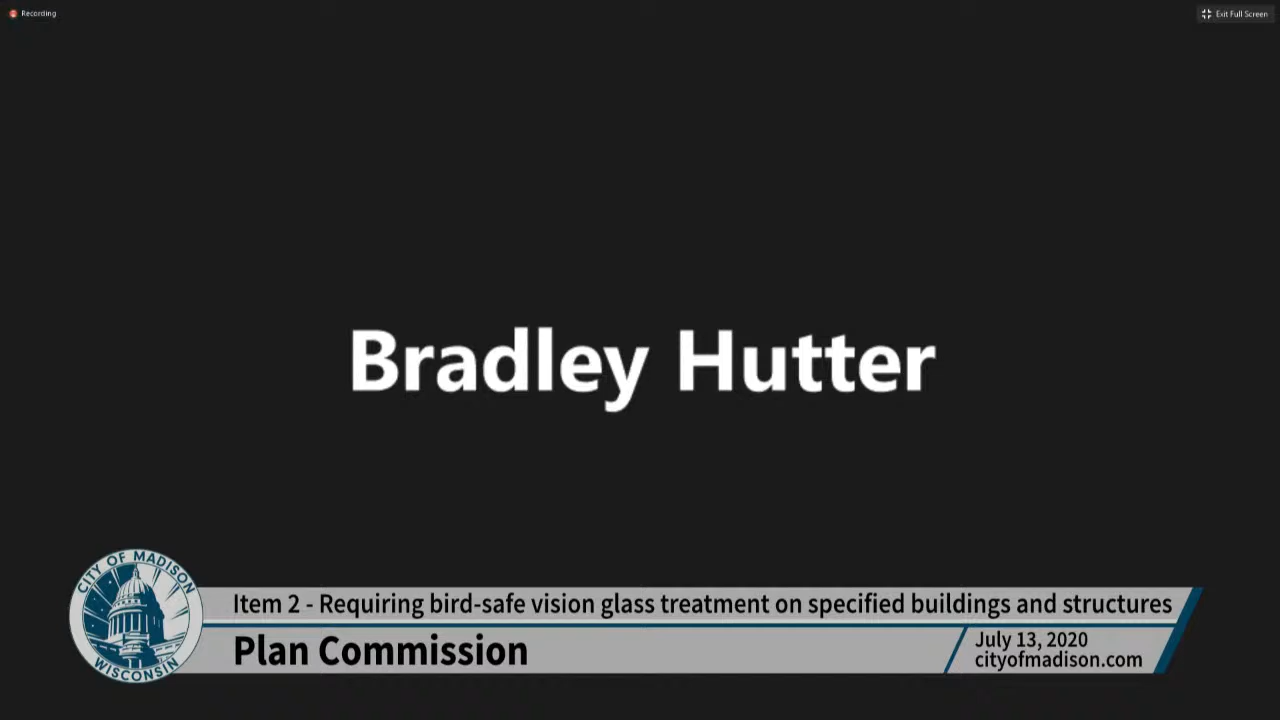 Recording
Exit Full Screen
Bradley Hutter
CITY OF MADISON
WISCONSIN
Item 2 - Requiring bird-safe vision glass treatment on specified buildings and structures
Plan Commission
July 13, 2020
cityofmadison.com